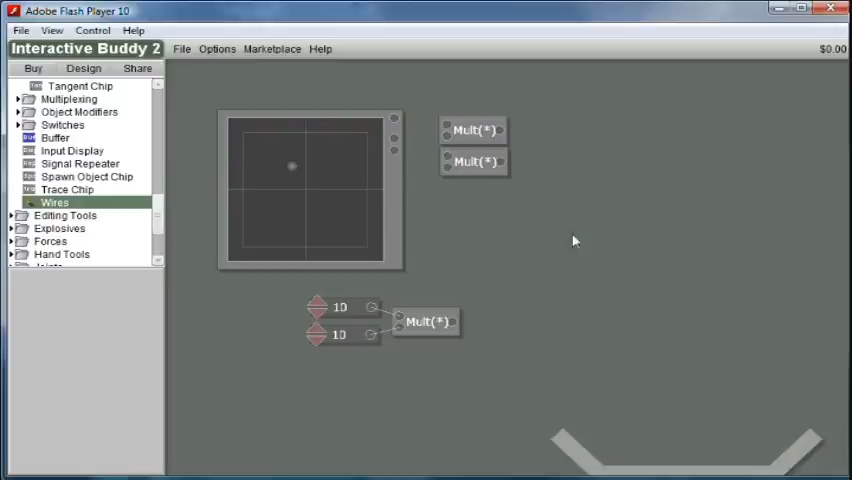 Adobe Flash Player 10
File View Control Help
Interactive Buddy 2
File Options Marketplace Help
$0.00
Buy Design Share
Tangent Chip
Multiplexing
Object Modifiers
Switches
Buffer
Input Display
Signal Repeater
Spawn Object Chip
Trace Chip
Wires
Editing Tools
Explosives
Forces
Hand Tools
Mult(*)
Mult(*)
10
10
Mult(*)